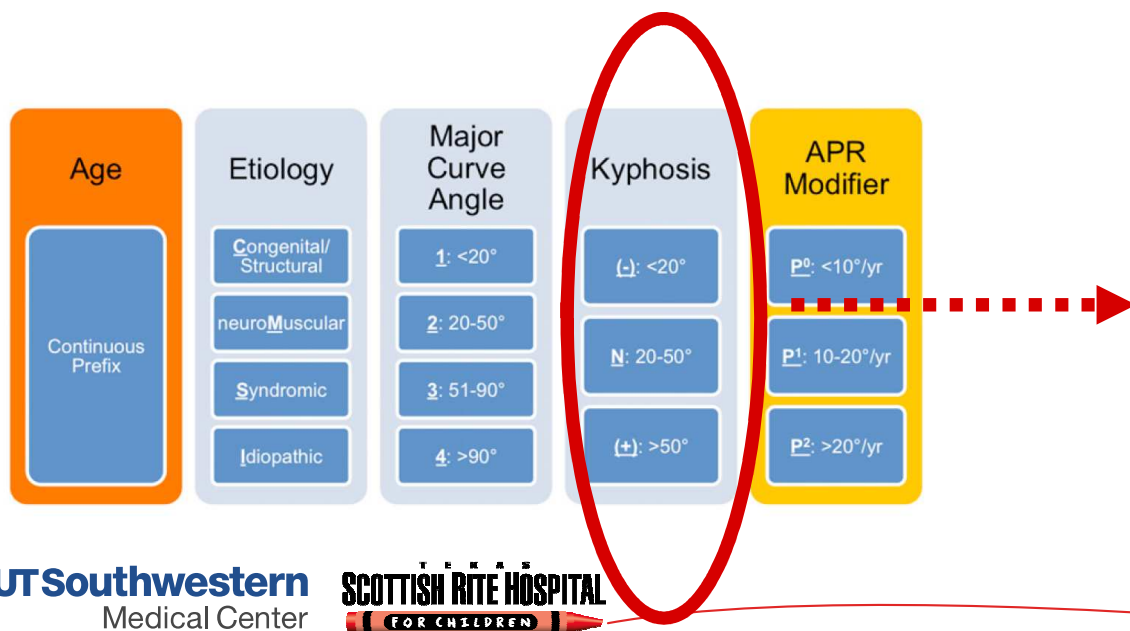 Age
Continuous
Prefix
Etiology
Congenital/
Structural
neuroMuscular
Syndromic
Idiopathic
Major
Curve
Angle
1: <20°
2: 20-50°
3: 51-90°
4: >90°
Kyphosis
(-): <20°
N: 20-50°
(+): >50°
APR
Modifier
P⁰: <10°/yr
P¹: 10-20°/yr
P²: >20°/yr
UTSouthwestern
Medical Center
TEXAS
SCOTTISH RITE HOSPITAL
FOR CHILDREN